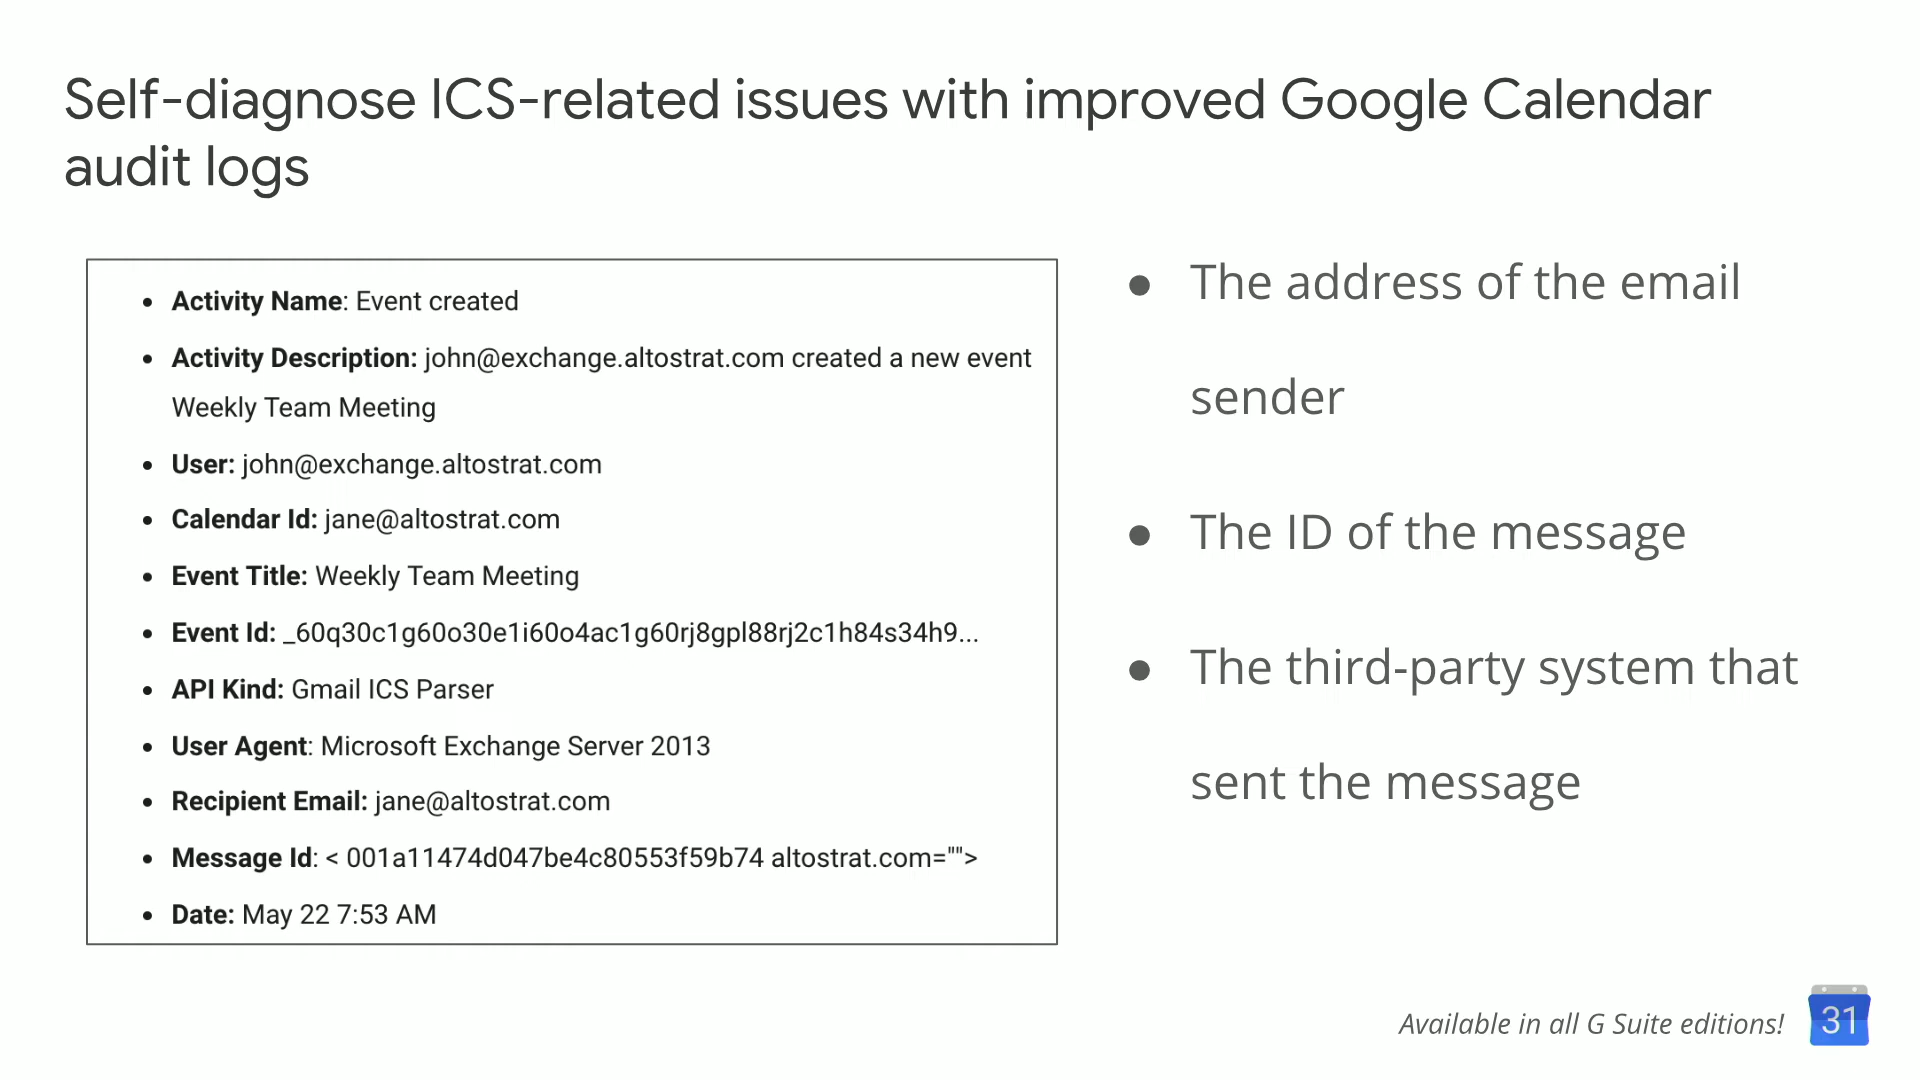 Self-diagnose ICS-related issues with improved Google Calendar
audit logs
• Activity Name: Event created
• Activity Description: john@exchange.altostrat.com created a new event
Weekly Team Meeting
• User: john@exchange.altostrat.com
• Calendar Id: jane@altostrat.com
• Event Title: Weekly Team Meeting
• Event Id: _60q30c1g60o30e1i60o4ac1g60rj8gpl88rj2c1h84s34h9...
• API Kind: Gmail ICS Parser
• User Agent: Microsoft Exchange Server 2013
• Recipient Email: jane@altostrat.com
• Message Id: < 001a11474d047be4c80553f59b74 altostrat.com="">
• Date: May 22 7:53 AM
● The address of the email
sender
● The ID of the message
● The third-party system that
sent the message
Available in all G Suite editions!
31